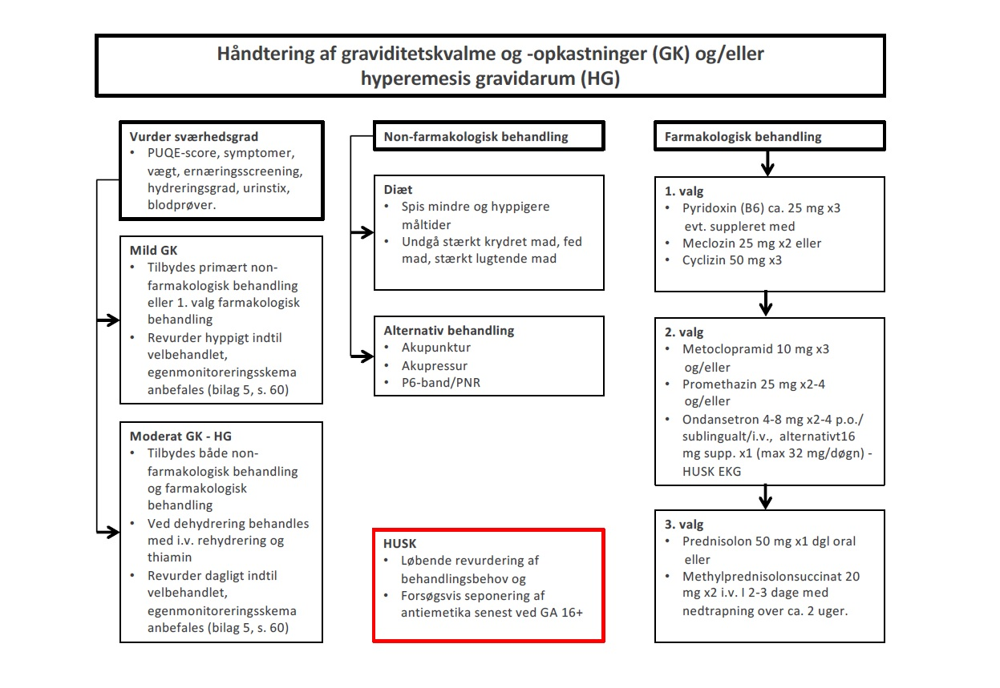 Håndtering af graviditetskvalme og -opkastninger (GK) og/eller
hyperemesis gravidarum (HG)
Vurder sværhedsgrad
• PUQE-score, symptomer,
vægt, ernæringsscreening,
hydreringsgrad, urinstix,
blodprøver.
Mild GK
• Tilbydes primært non-
farmakologisk behandling
eller 1. valg farmakologisk
behandling
• Revurder hyppigt indtil
velbehandlet,
egenmonitoreringsskema
anbefales (bilag 5, s. 60)
Moderat GK - HG
• Tilbydes både non-
farmakologisk behandling
og farmakologisk
behandling
• Ved dehydrering behandles
med i.v. rehydrering og
thiamin
• Revurder dagligt indtil
velbehandlet,
egenmonitoreringsskema
anbefales (bilag 5, s. 60)
Non-farmakologisk behandling
Diæt
• Spis mindre og hyppigere
måltider
• Undgå stærkt krydret mad, fed
mad, stærkt lugtende mad
Alternativ behandling
• Akupunktur
• Akupressur
• P6-band/PNR
HUSK
• Løbende revurdering af
behandlingsbehov og
• Forsøgsvis seponering af
antiemetika senest ved GA 16+
Farmakologisk behandling
1. valg
• Pyridoxin (B6) ca. 25 mg x3
evt. suppleret med
• Meclozin 25 mg x2 eller
• Cyclizin 50 mg x3
2. valg
• Metoclopramid 10 mg x3
og/eller
• Promethazin 25 mg x2-4
og/eller
• Ondansetron 4-8 mg x2-4 p.o./
sublingualt/i.v., alternativt16
mg supp. x1 (max 32 mg/døgn) -
HUSK EKG
3. valg
• Prednisolon 50 mg x1 dgl oral
eller
• Methylprednisolonsuccinat 20
mg x2 i.v. I 2-3 dage med
nedtrapning over ca. 2 uger.